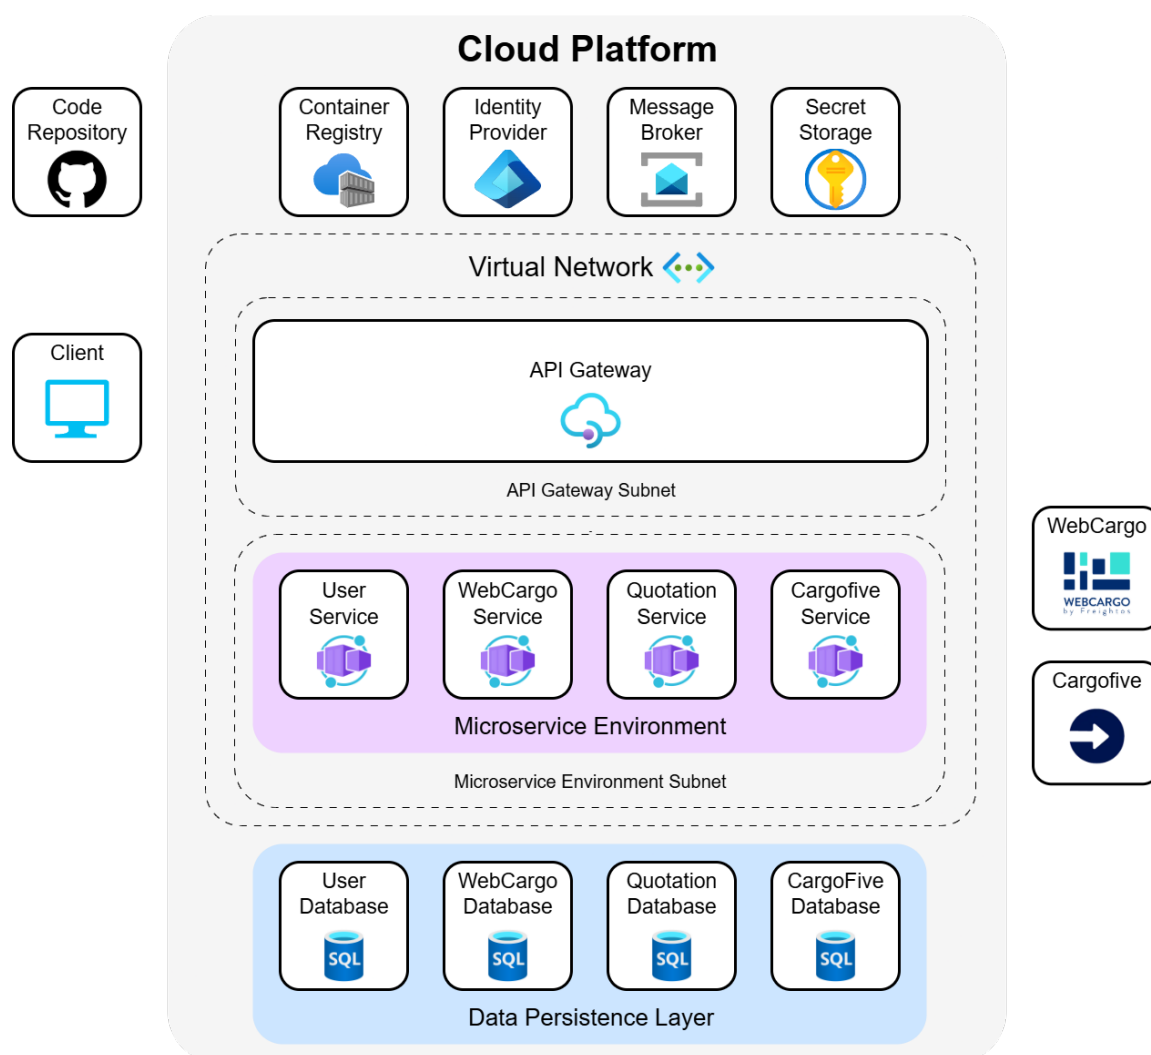 Cloud Platform
Code
Repository
Container
Registry
Identity
Provider
Message
Broker
Secret
Storage
Virtual Network
Client
API Gateway
API Gateway Subnet
WebCargo
WEBCARGO
by Freightos
User
Service
WebCargo
Service
Quotation
Service
Cargofive
Service
Microservice Environment
Cargofive
Microservice Environment Subnet
User
Database
SQL
WebCargo
Database
SQL
Quotation
Database
SQL
CargoFive
Database
SQL
Data Persistence Layer